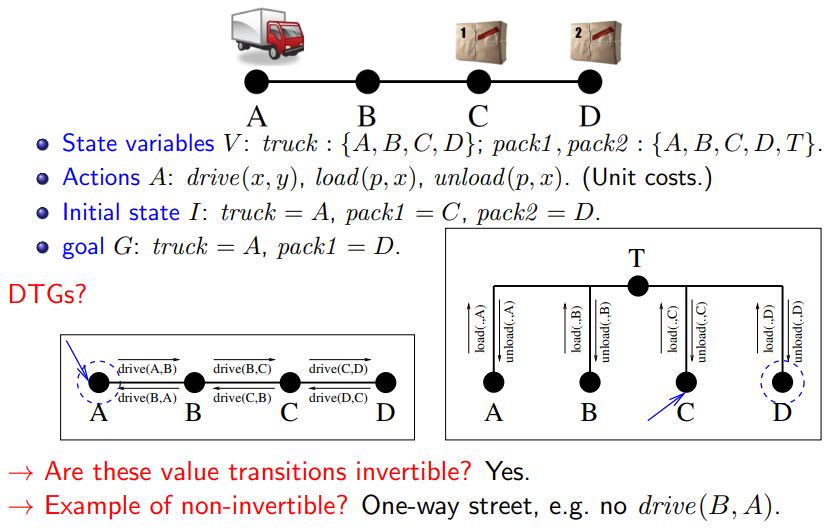 1 2
A B C D
State variables V: truck : {A, B, C, D}; pack1, pack2 : {A, B, C, D, T}.
Actions A: drive(x, y), load(p, x), unload(p, x). (Unit costs.)
Initial state I: truck = A, pack1 = C, pack2 = D.
goal G: truck = A, pack1 = D.
DTGs?
drive(A,B) drive(B,C) drive(C,D)
drive(B,A) drive(C,B) drive(D,C)
A B C D
T
load(.,A) unload(.,A) load(.,B) unload(.,B) load(.,C) unload(.,C) load(.,D) unload(.,D)
A B C D
→ Are these value transitions invertible? Yes.
→ Example of non-invertible? One-way street, e.g. no drive(B, A).